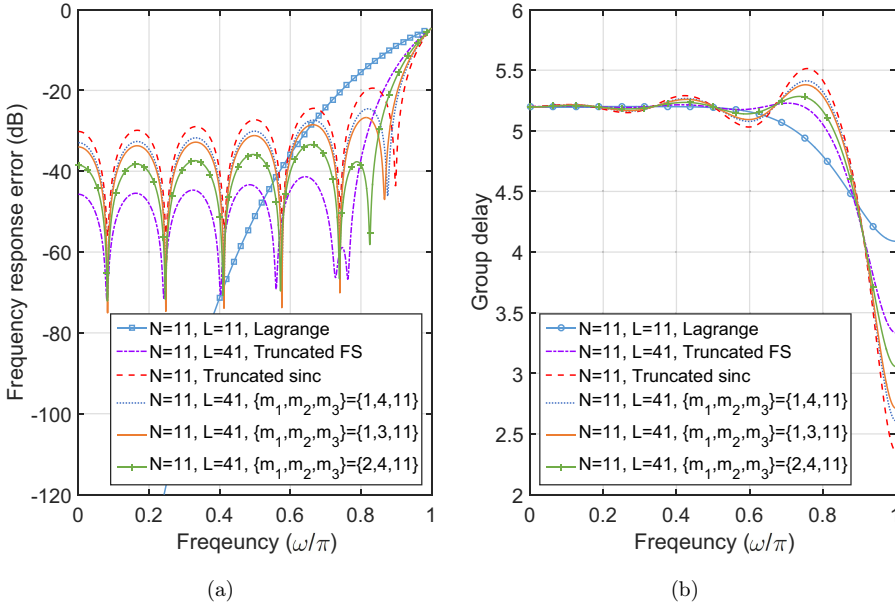 0
-20
-40
-60
-80
-100
-120
Frequency response error (dB)
0
0.2
0.4
0.6
0.8
1
Freqeuncy (ω/π)
N=11, L=11, Lagrange
N=11, L=41, Truncated FS
N=11, Truncated sinc
N=11, L=41, {m1,m2,m3}={1,4,11}
N=11, L=41, {m1,m2,m3}={1,3,11}
N=11, L=41, {m1,m2,m3}={2,4,11}
(a)
6
5.5
5
4.5
4
3.5
3
2.5
2
Group delay
0
0.2
0.4
0.6
0.8
1
Freqeuncy (ω/π)
N=11, L=11, Lagrange
N=11, L=41, Truncated FS
N=11, Truncated sinc
N=11, L=41, {m1,m2,m3}={1,4,11}
N=11, L=41, {m1,m2,m3}={1,3,11}
N=11, L=41, {m1,m2,m3}={2,4,11}
(b)